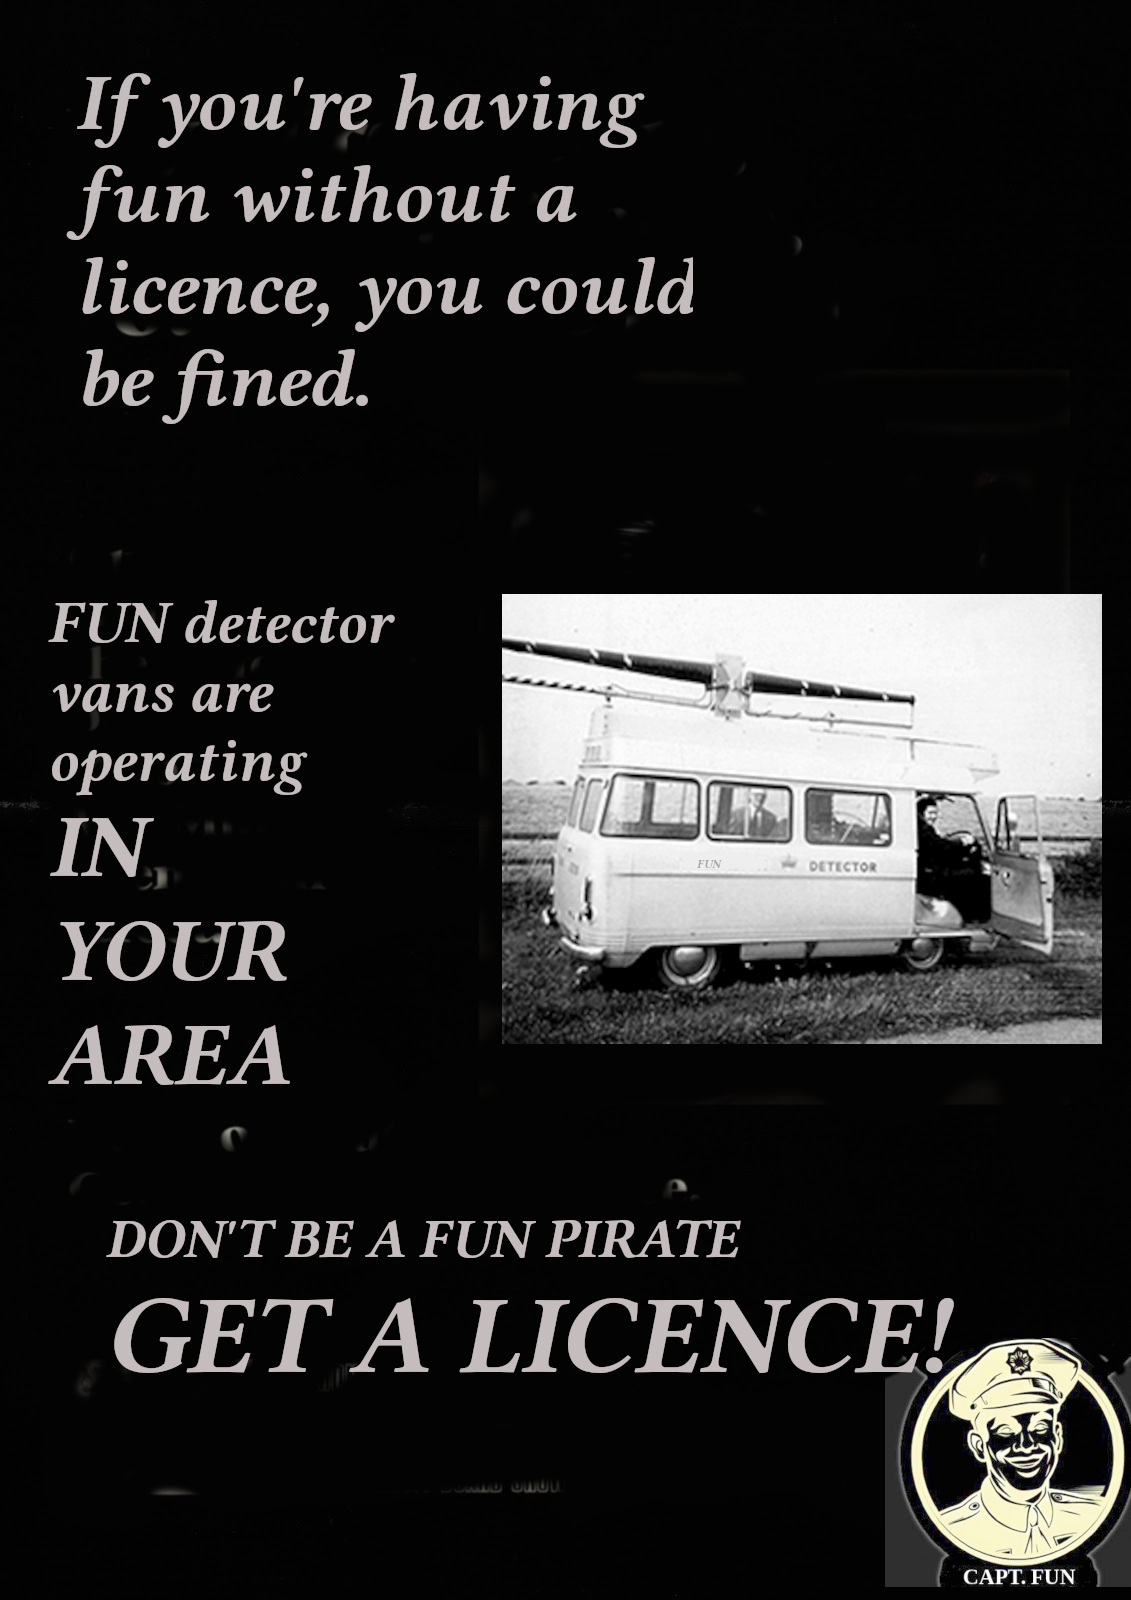 If you're having
fun without a
licence, you could
be fined.
FUN detector
vans are
operating
IN
YOUR
AREA
FUN DETECTOR
DON'T BE A FUN PIRATE
GET A LICENCE!
CAPT. FUN